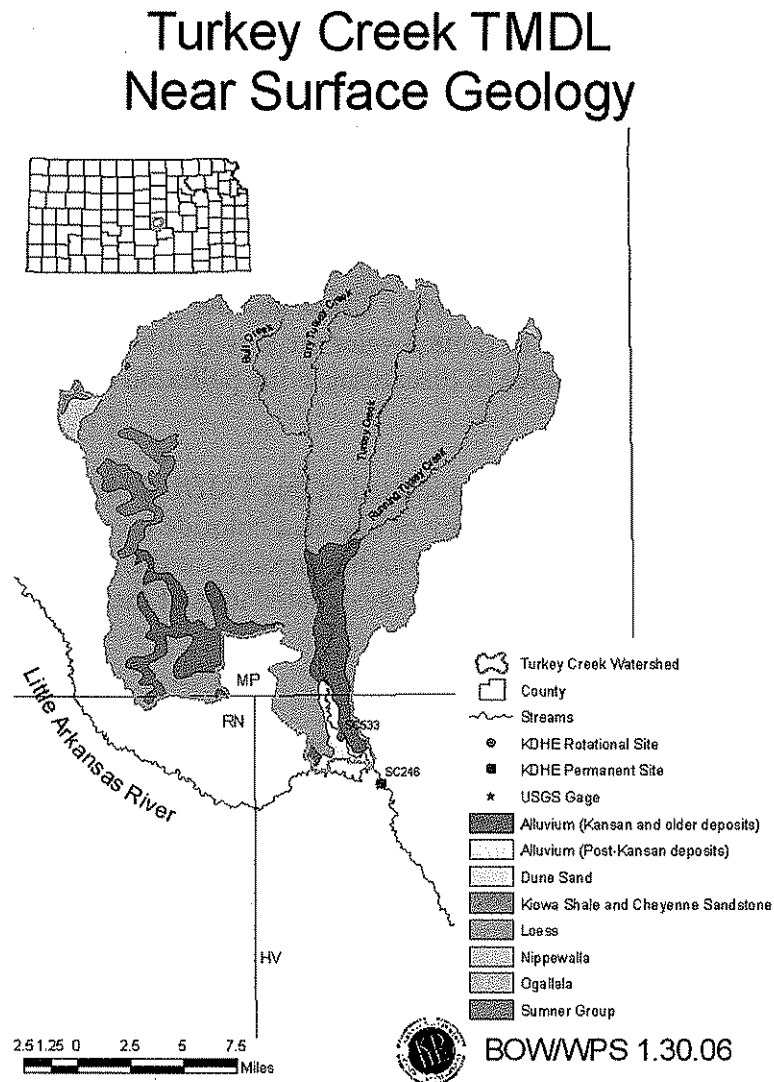 Turkey Creek TMDL
Near Surface Geology
Bull Creek
Dry Turkey Creek
Turkey Creek
Running Turkey Creek
Little Arkansas River
MP
RN
HV
SC533
SC246
Turkey Creek Watershed
County
Streams
KDHE Rotational Site
KDHE Permanent Site
USGS Gage
Alluvium (Kansan and older deposits)
Alluvium (Post-Kansan deposits)
Dune Sand
Kiowa Shale and Cheyenne Sandstone
Loess
Nippewalla
Ogallala
Sumner Group
2.5 1.25 0 2.5 5 7.5
Miles
BOW/WPS 1.30.06